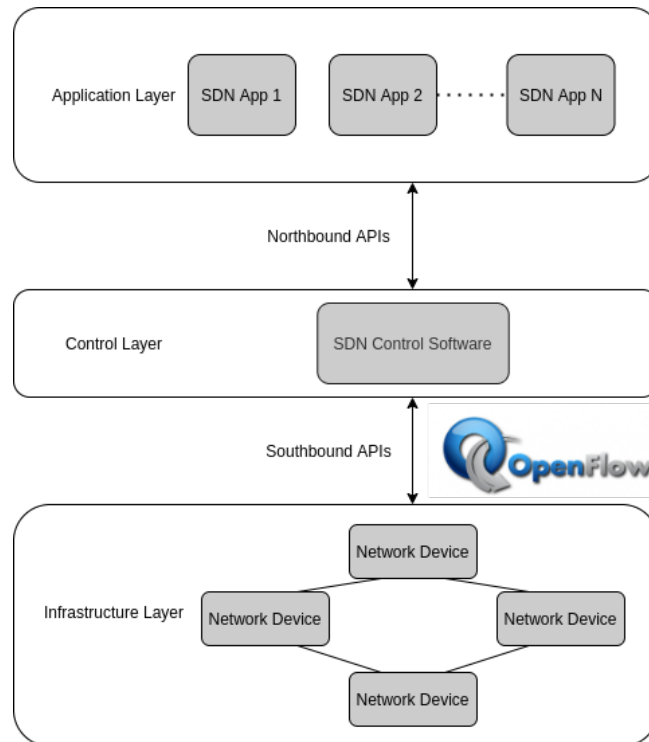 Application Layer
SDN App 1
SDN App 2
SDN App N
Northbound APIs
Control Layer
SDN Control Software
Southbound APIs
OpenFlow
Infrastructure Layer
Network Device
Network Device
Network Device
Network Device